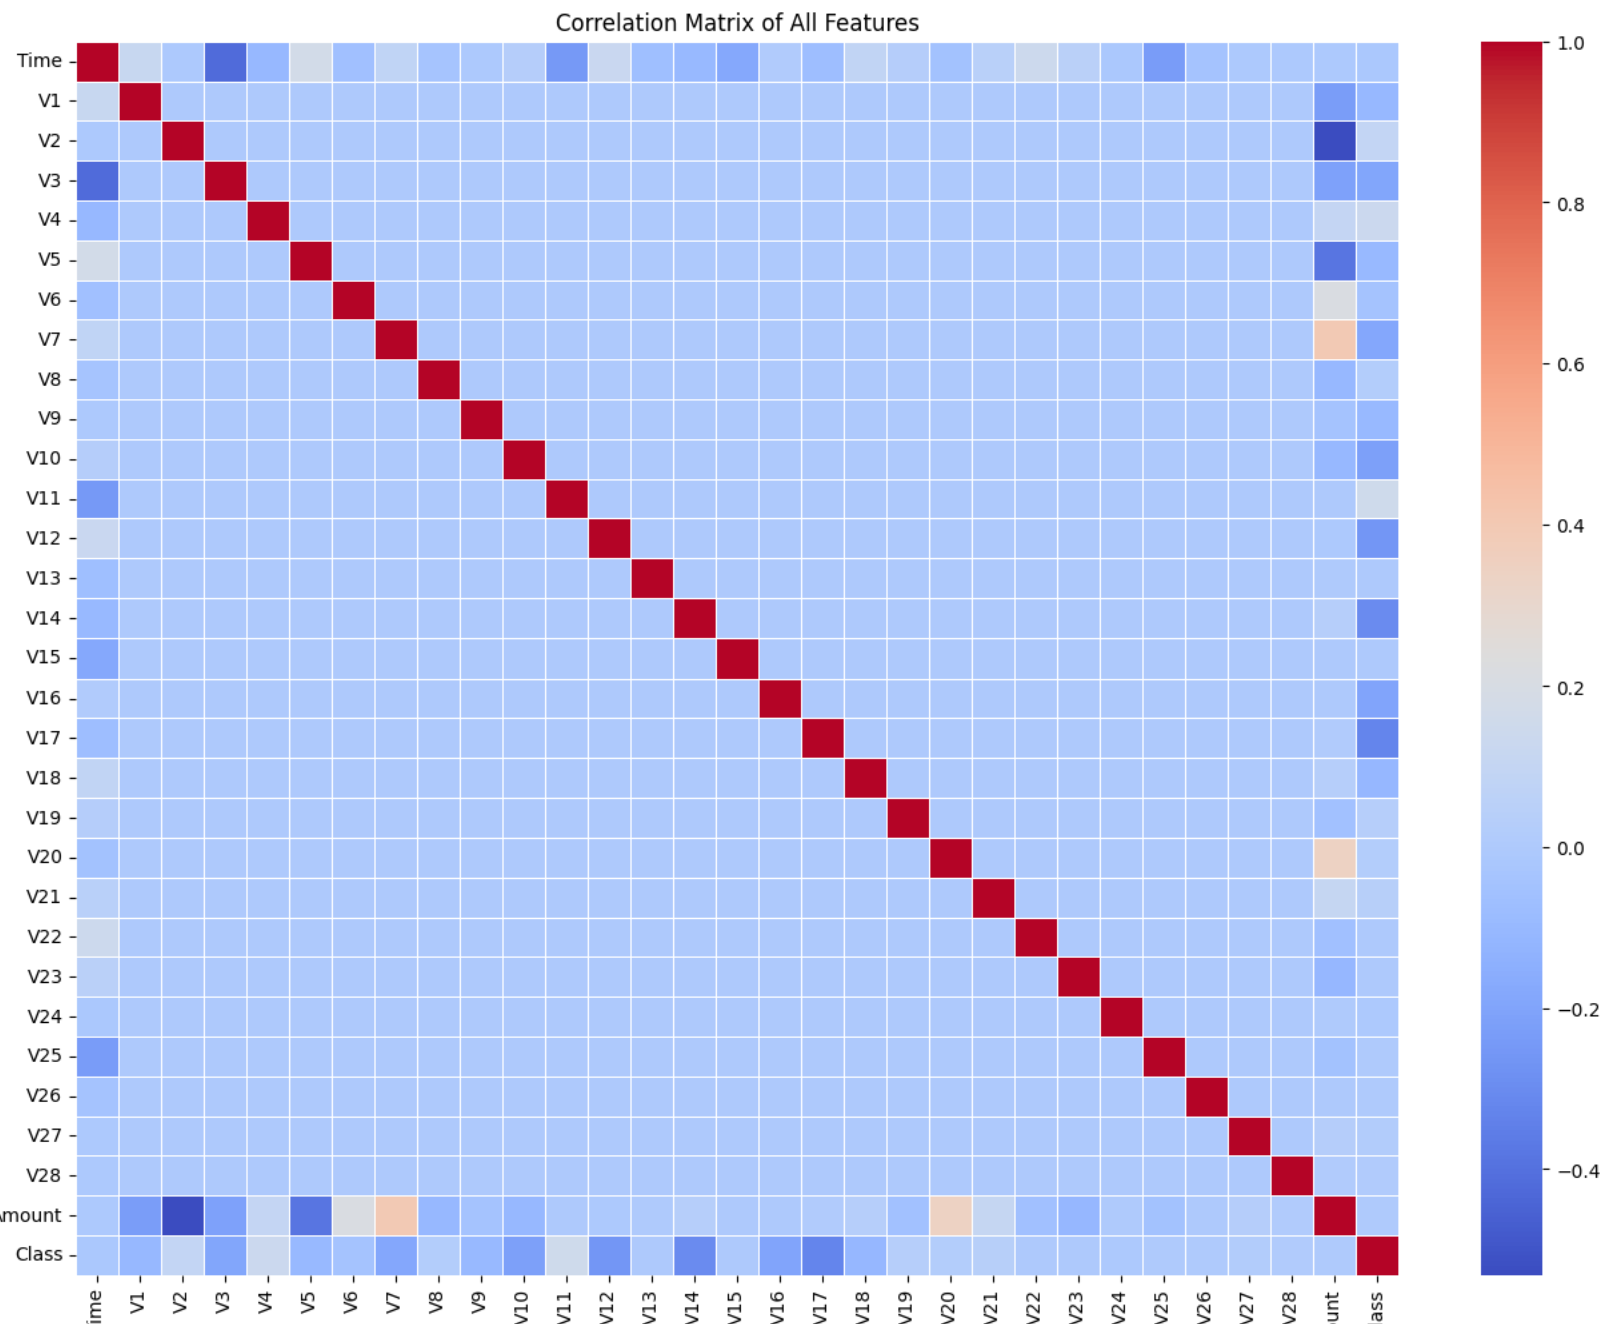 Correlation Matrix of All Features
Time
V1
V2
V3
V4
V5
V6
V7
V8
V9
V10
V11
V12
V13
V14
V15
V16
V17
V18
V19
V20
V21
V22
V23
V24
V25
V26
V27
V28
Amount
Class
ime V1 V2 V3 V4 V5 V6 V7 V8 V9 V10 V11 V12 V13 V14 V15 V16 V17 V18 V19 V20 V21 V22 V23 V24 V25 V26 V27 V28 ount lass
1.0
0.8
0.6
0.4
0.2
0.0
−0.2
−0.4